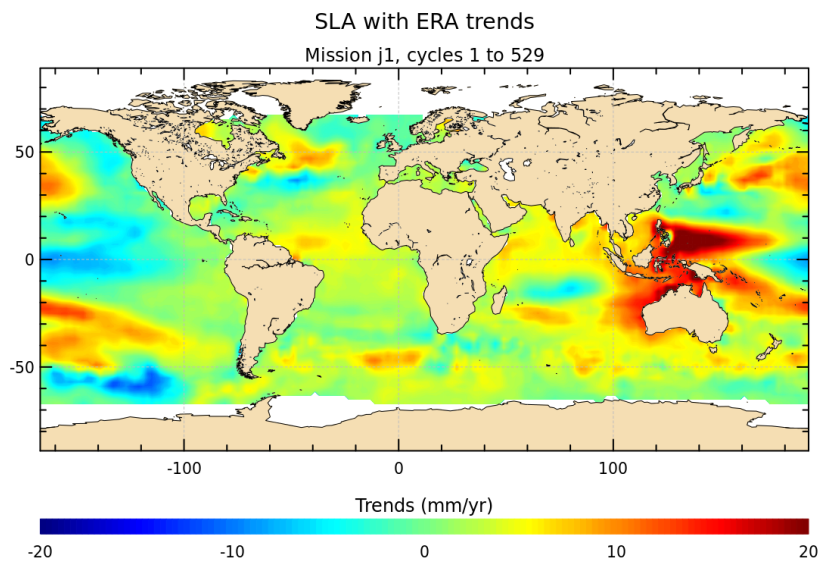 SLA with ERA trends
Mission j1, cycles 1 to 529
50
0
-50
-100 0 100
Trends (mm/yr)
-20 -10 0 10 20